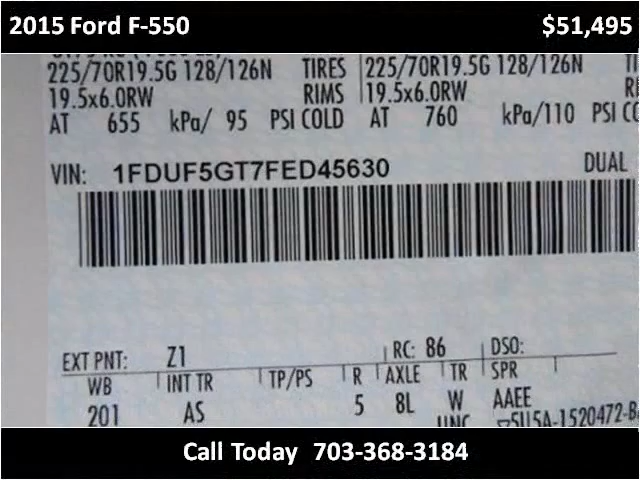 2015 Ford F-550 $51,495
225/70R19.5G 128/126N TIRES 225/70R19.5G 128/126N
19.5x6.0RW RIMS 19.5x6.0RW
AT 655 kPa/ 95 PSI COLD AT 760 kPa/110 PSI
VIN: 1FDUF5GT7FED45630 DUAL
EXT PNT: Z1 RC: 86 DSO:
WB INT TR TP/PS R AXLE TR SPR
201 AS 5 8L W AAEE
5U5A-1520472-B
Call Today 703-368-3184